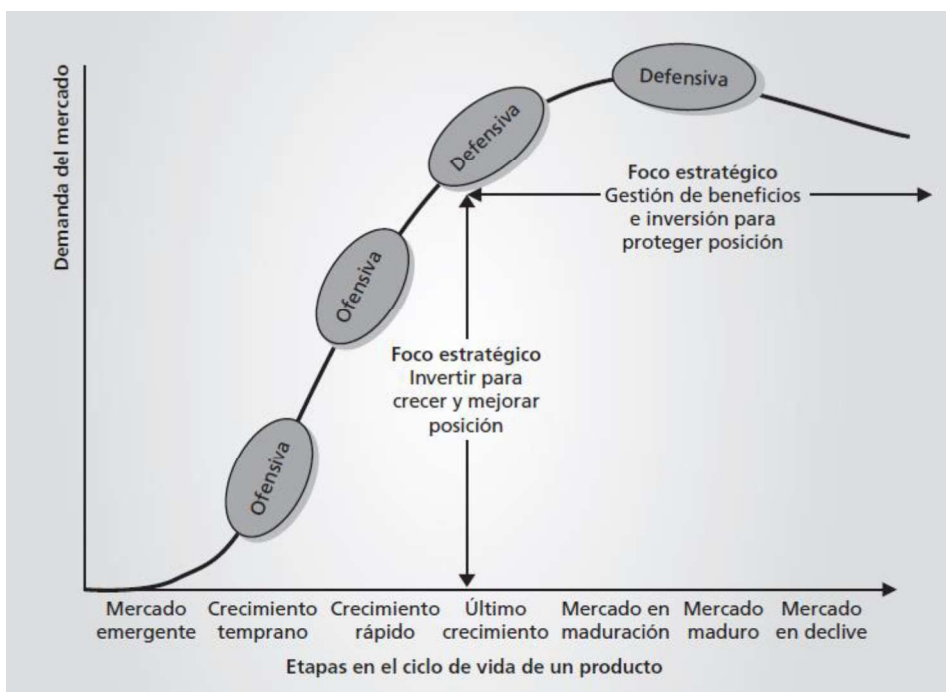 Demanda del mercado
Ofensiva
Ofensiva
Defensiva
Defensiva
Foco estratégico
Gestión de beneficios
e inversión para
proteger posición
Foco estratégico
Invertir para
crecer y mejorar
posición
Mercado
emergente
Crecimiento
temprano
Crecimiento
rápido
Último
crecimiento
Mercado en
maduración
Mercado
maduro
Mercado
en declive
Etapas en el ciclo de vida de un producto